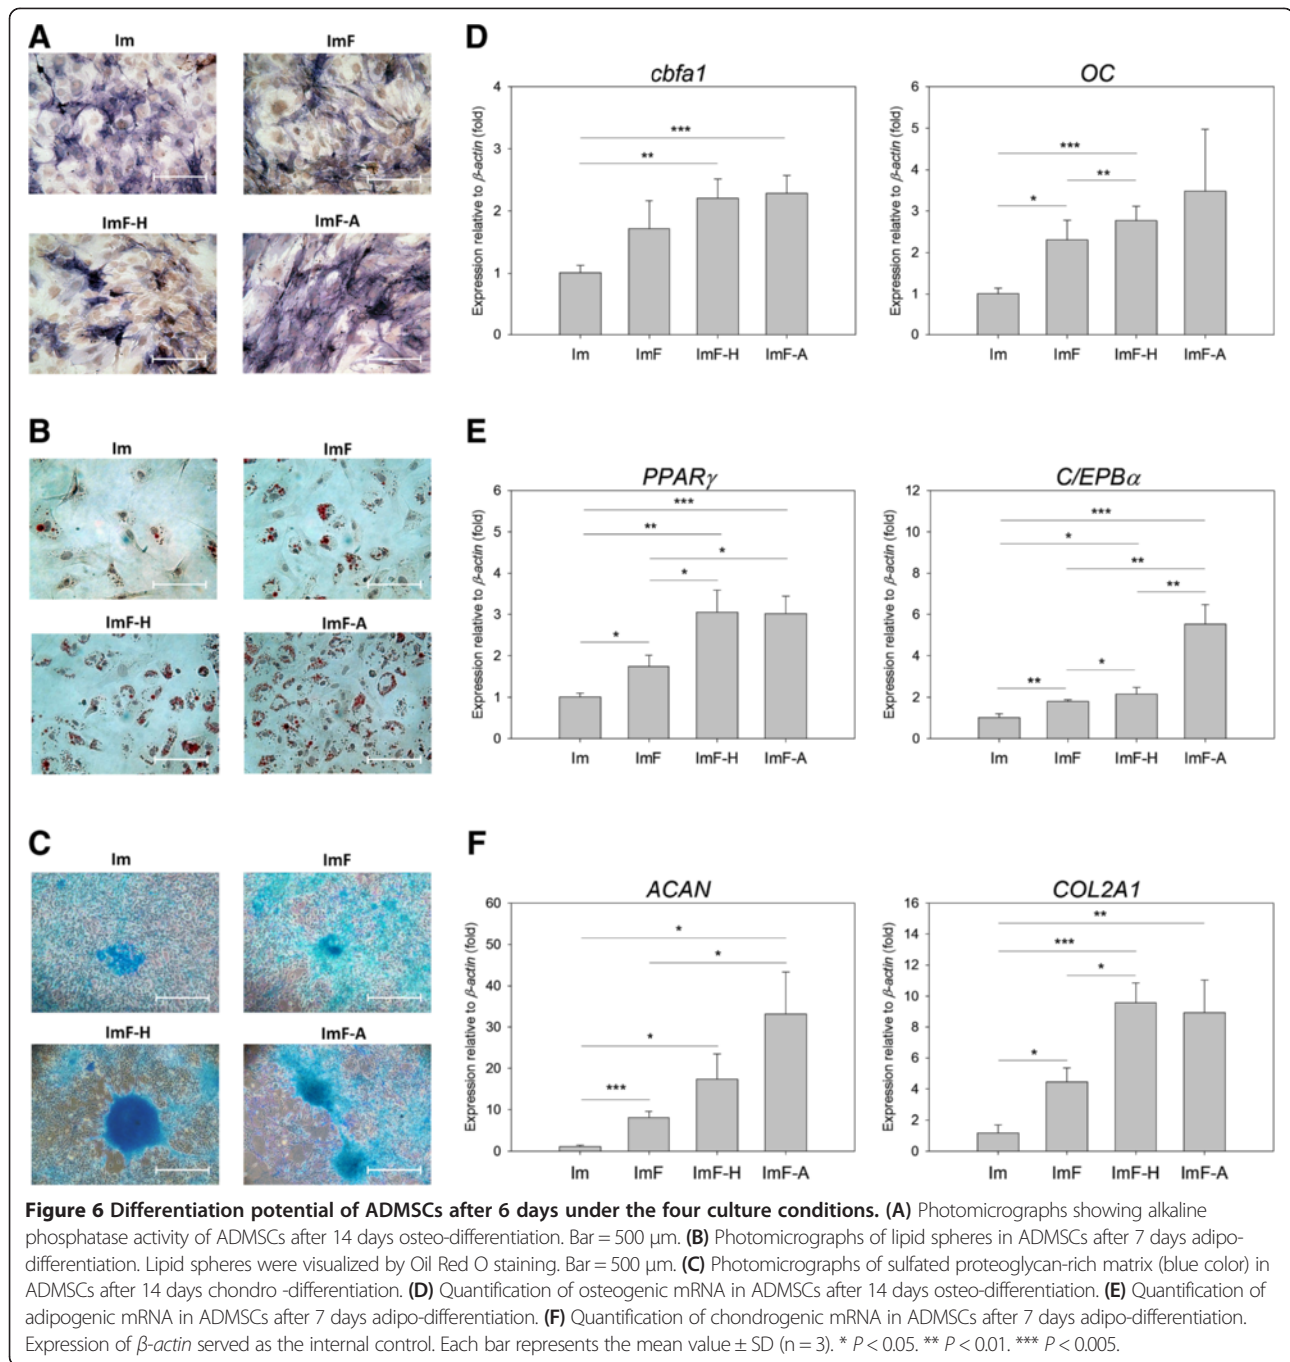 A
Im
ImF
ImF-H
ImF-A
D
cbfa1
Expression relative to β-actin (fold)
4
3
2
1
0
***
**
Im ImF ImF-H ImF-A
OC
Expression relative to β-actin (fold)
6
5
4
3
2
1
0
***
**
*
Im ImF ImF-H ImF-A
B
Im
ImF
ImF-H
ImF-A
E
PPARγ
Expression relative to β-actin (fold)
6
5
4
3
2
1
0
***
**
*
*
*
Im ImF ImF-H ImF-A
C/EPBα
Expression relative to β-actin (fold)
12
10
8
6
4
2
0
***
*
**
**
*
**
Im ImF ImF-H ImF-A
C
Im
ImF
ImF-H
ImF-A
F
ACAN
Expression relative to β-actin (fold)
60
50
40
30
20
10
0
*
*
*
***
Im ImF ImF-H ImF-A
COL2A1
Expression relative to β-actin (fold)
16
14
12
10
8
6
4
2
0
**
***
*
*
Im ImF ImF-H ImF-A
Figure 6 Differentiation potential of ADMSCs after 6 days under the four culture conditions. (A) Photomicrographs showing alkaline
phosphatase activity of ADMSCs after 14 days osteo-differentiation. Bar = 500 μm. (B) Photomicrographs of lipid spheres in ADMSCs after 7 days adipo-
differentiation. Lipid spheres were visualized by Oil Red O staining. Bar = 500 μm. (C) Photomicrographs of sulfated proteoglycan-rich matrix (blue color) in
ADMSCs after 14 days chondro -differentiation. (D) Quantification of osteogenic mRNA in ADMSCs after 14 days osteo-differentiation. (E) Quantification of
adipogenic mRNA in ADMSCs after 7 days adipo-differentiation. (F) Quantification of chondrogenic mRNA in ADMSCs after 7 days adipo-differentiation.
Expression of β-actin served as the internal control. Each bar represents the mean value ± SD (n = 3). * P < 0.05. ** P < 0.01. *** P < 0.005.